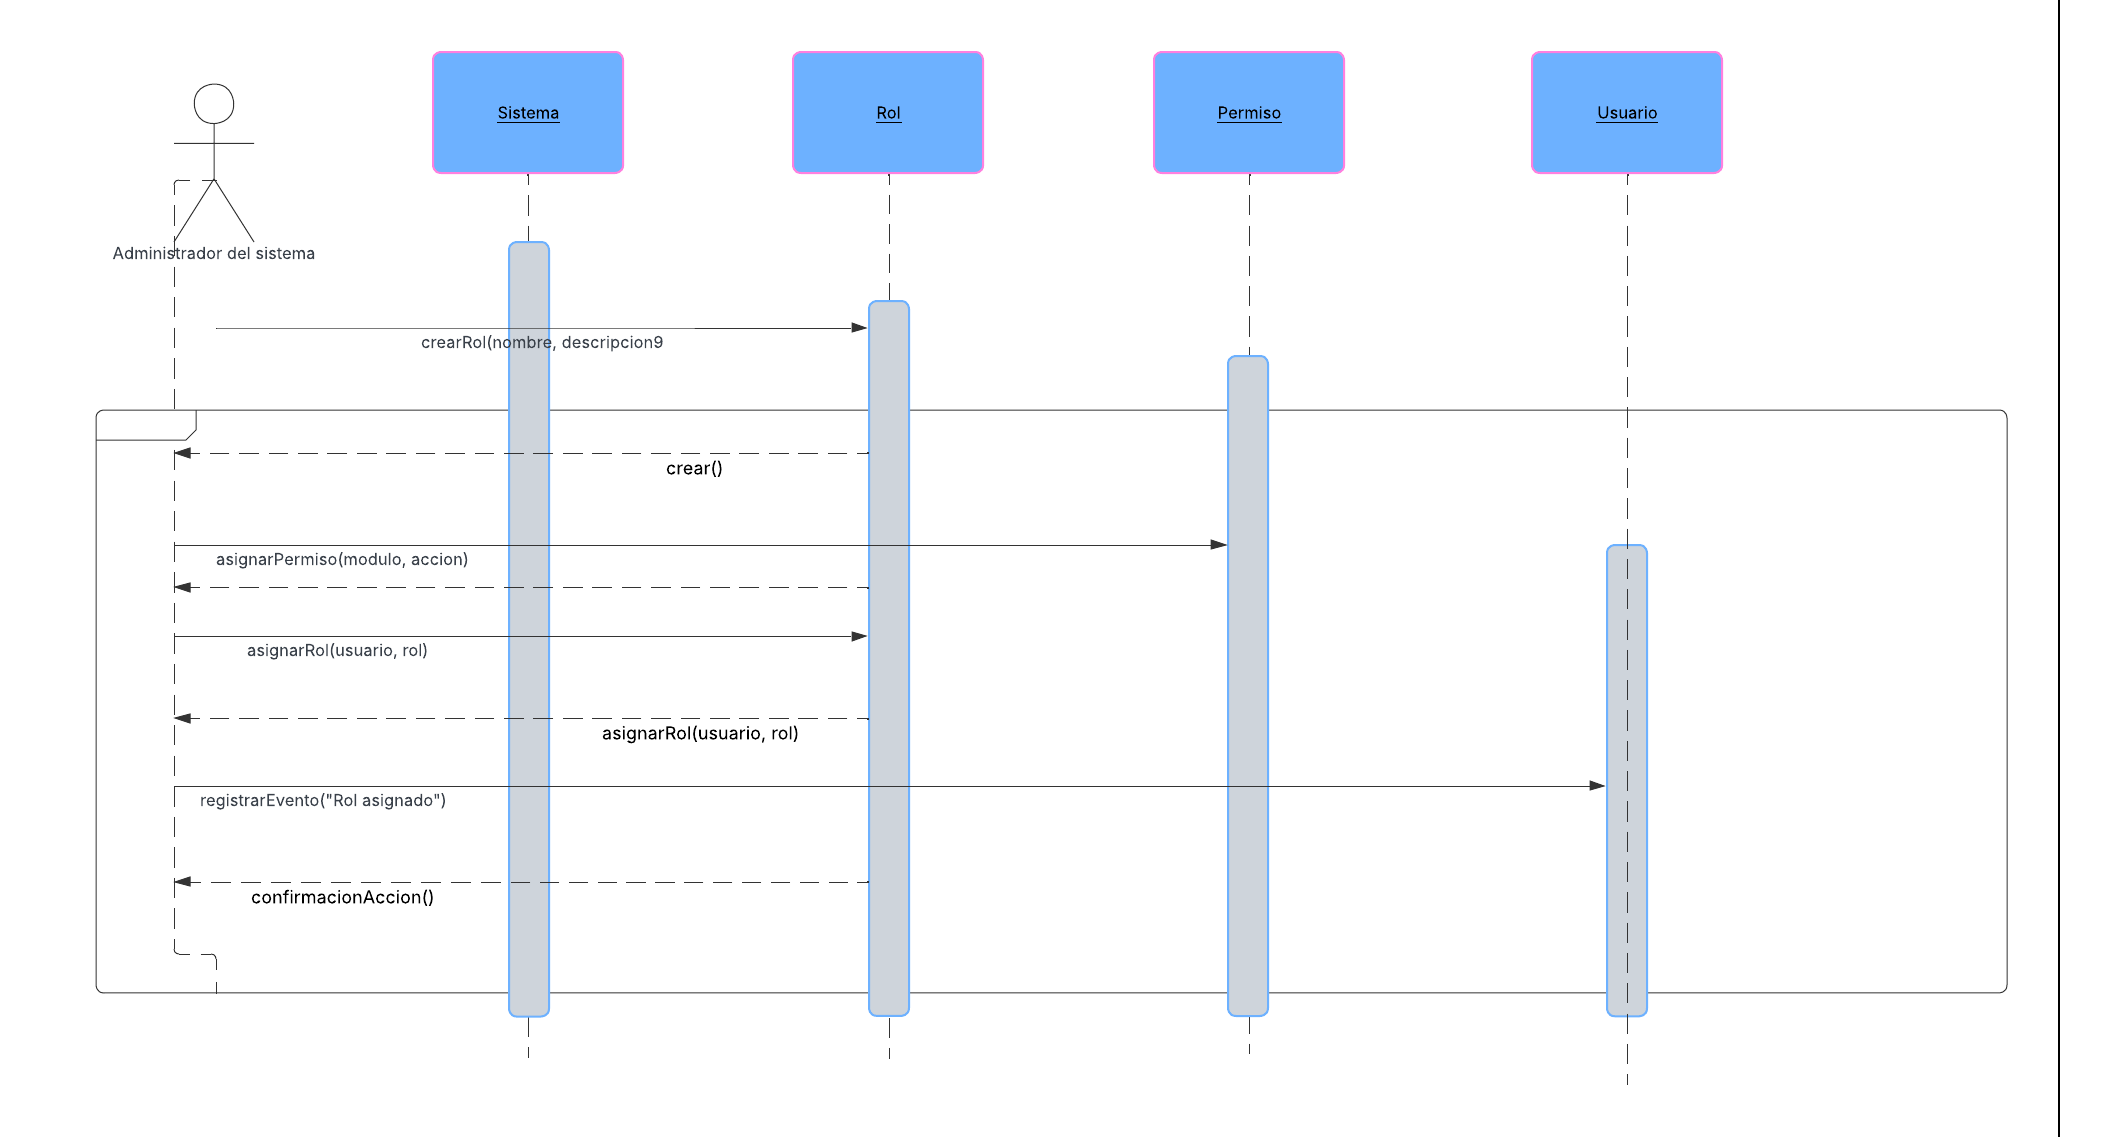 Sistema
Rol
Permiso
Usuario
Administrador del sistema
crearRol(nombre, descripcion9
crear()
asignarPermiso(modulo, accion)
asignarRol(usuario, rol)
asignarRol(usuario, rol)
registrarEvento("Rol asignado")
confirmacionAccion()